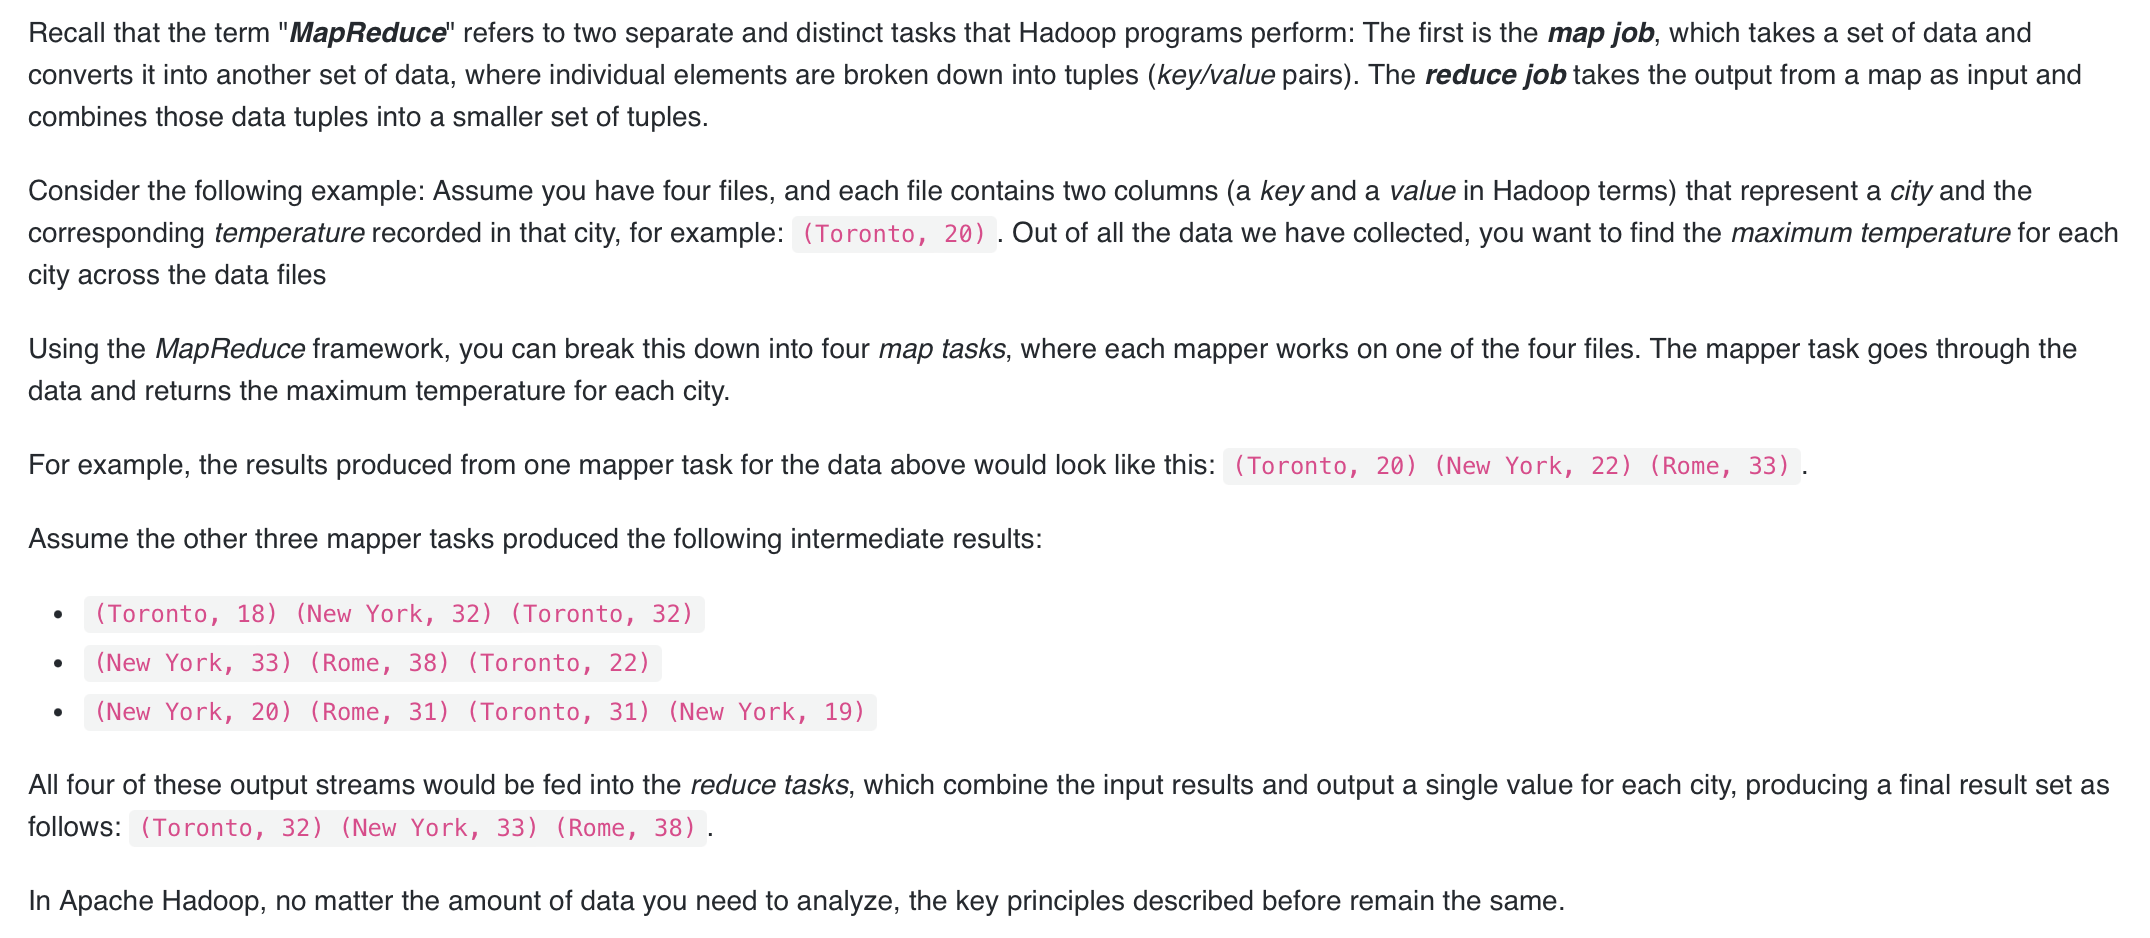 Recall that the term "MapReduce" refers to two separate and distinct tasks that Hadoop programs perform: The first is the map job, which takes a set of data and
converts it into another set of data, where individual elements are broken down into tuples (key/value pairs). The reduce job takes the output from a map as input and
combines those data tuples into a smaller set of tuples.
Consider the following example: Assume you have four files, and each file contains two columns (a key and a value in Hadoop terms) that represent a city and the
corresponding temperature recorded in that city, for example: (Toronto, 20) . Out of all the data we have collected, you want to find the maximum temperature for each
city across the data files
Using the MapReduce framework, you can break this down into four map tasks, where each mapper works on one of the four files. The mapper task goes through the
data and returns the maximum temperature for each city.
For example, the results produced from one mapper task for the data above would look like this: (Toronto, 20) (New York, 22) (Rome, 33) .
Assume the other three mapper tasks produced the following intermediate results:
• (Toronto, 18) (New York, 32) (Toronto, 32)
• (New York, 33) (Rome, 38) (Toronto, 22)
• (New York, 20) (Rome, 31) (Toronto, 31) (New York, 19)
All four of these output streams would be fed into the reduce tasks, which combine the input results and output a single value for each city, producing a final result set as
follows: (Toronto, 32) (New York, 33) (Rome, 38) .
In Apache Hadoop, no matter the amount of data you need to analyze, the key principles described before remain the same.